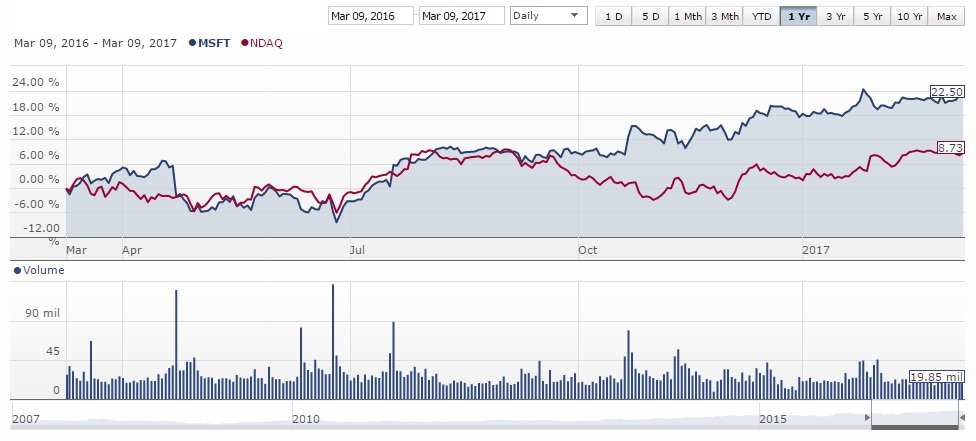 Mar 09, 2016 - Mar 09, 2017 Daily 1 D 5 D 1 Mth 3 Mth YTD 1 Yr 3 Yr 5 Yr 10 Yr Max
Mar 09, 2016 - Mar 09, 2017 MSFT NDAQ
24.00 %
22.50
18.00 %
12.00 %
8.73
6.00 %
0.00 %
-6.00 %
-12.00
%
Mar Apr Jul Oct 2017
Volume
90 mil
45
19.85 mil
0
2007 2010 2015